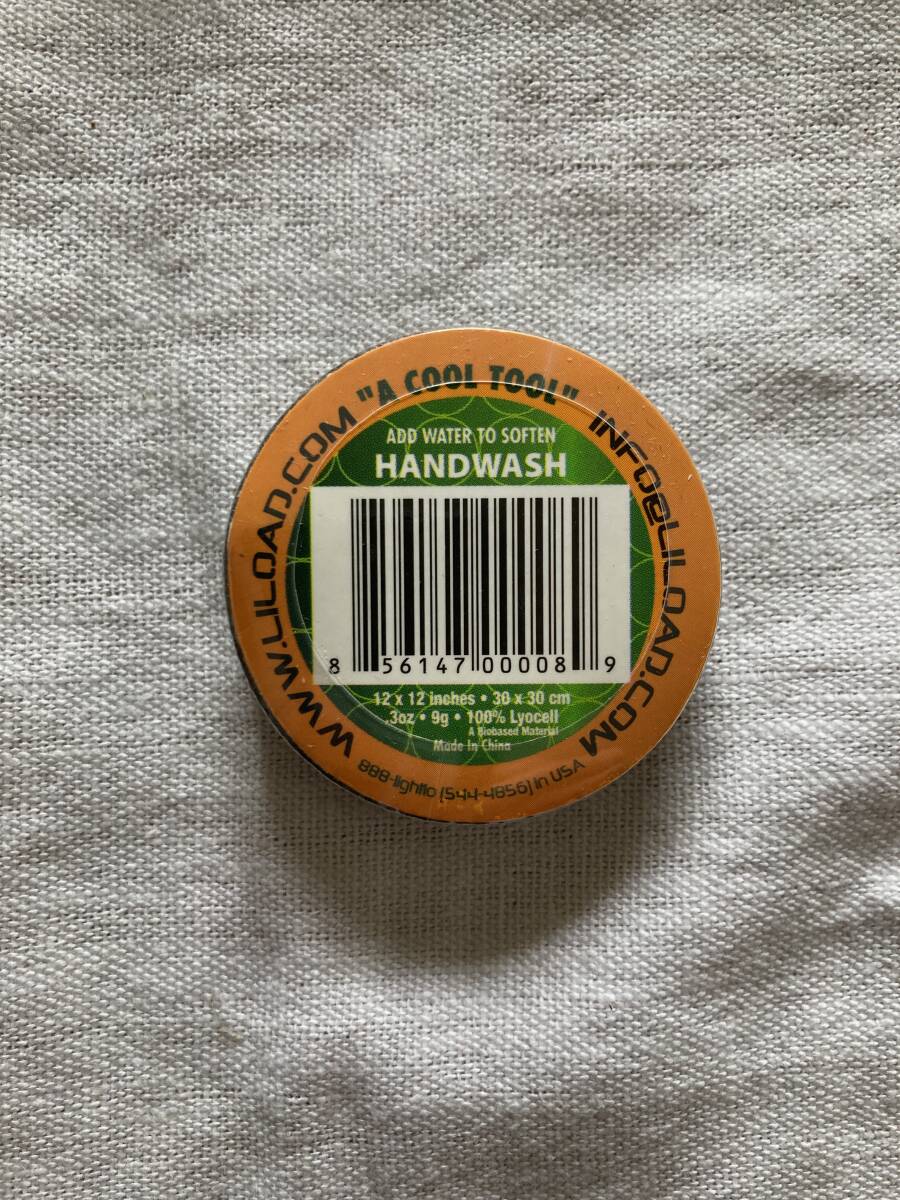 "A COOL TOOL"
WWW.LILOAD.COM
INFO@LILOAD.COM
ADD WATER TO SOFTEN
HANDWASH
8 56147 00008 9
12 x 12 inches • 30 x 30 cm
.3oz • 9g • 100% Lyocell
A Biobased Material
Made In China
888-lightlo (544-4856) in USA